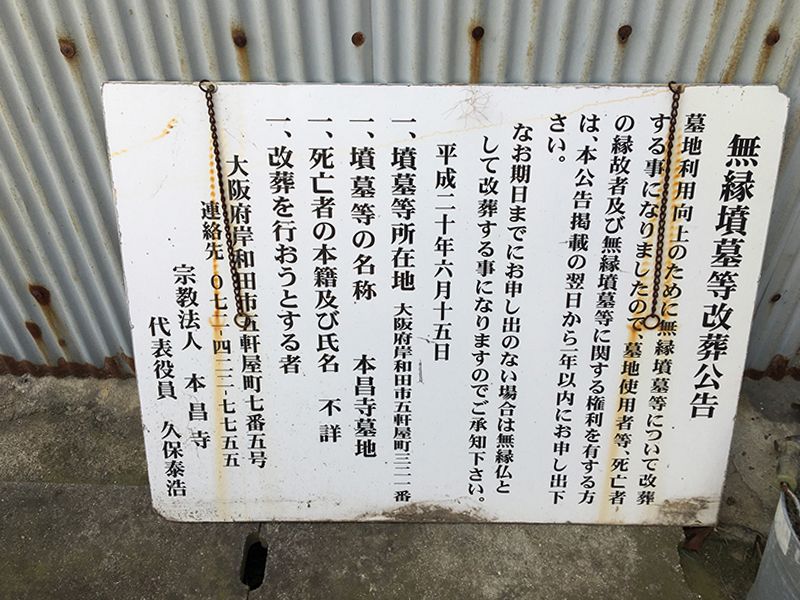 無縁墳墓等改葬公告
墓地利用向上のために無縁墳墓等について改葬
する事になりましたので、墓地使用者等、死亡者
の縁故者及び無縁墳墓等に関する権利を有する方
は、本公告掲載の翌日から一年以内にお申し出下
さい。
なお期日までにお申し出のない場合は無縁仏と
して改葬する事になりますのでご承知下さい。
平成二十年六月十五日
一、墳墓等所在地 大阪府岸和田市五軒屋町三二一番
一、墳墓等の名称 本昌寺墓地
一、死亡者の本籍及び氏名 不詳
一、改葬を行おうとする者
大阪府岸和田市五軒屋町七番五号
連絡先 〇七二-四二二-七七五五
宗教法人 本昌寺
代表役員 久保泰浩